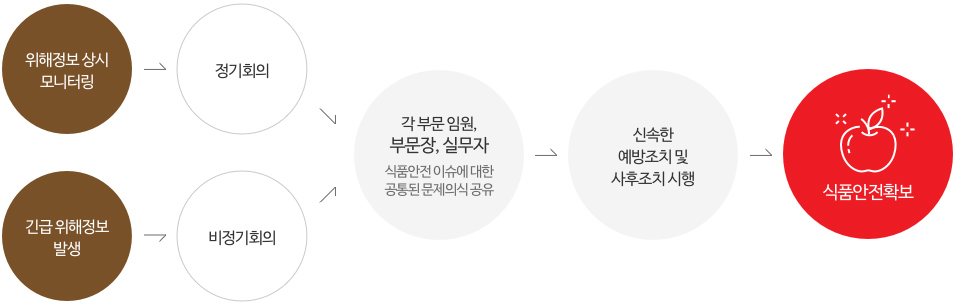 위해정보 상시
모니터링
정기회의
긴급 위해정보
발생
비정기회의
각 부문 임원,
부문장, 실무자
식품안전 이슈에 대한
공통된 문제의식 공유
신속한
예방조치 및
사후조치 시행
식품안전확보